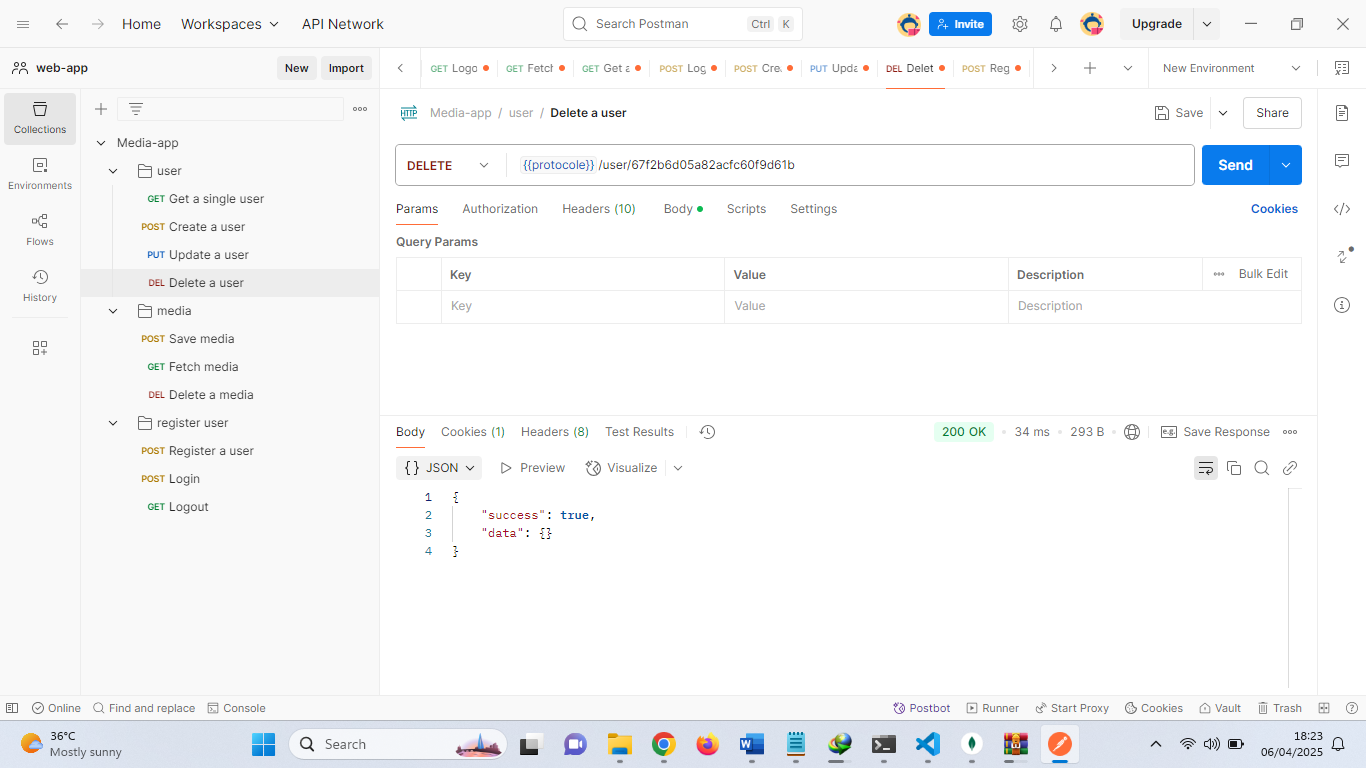 Home Workspaces API Network Search Postman Ctrl K Invite Upgrade
web-app New Import GET Logo GET Fetch GET Get a POST Log POST Cre PUT Upda DEL Delet POST Reg New Environment
Collections
Environments
Flows
History
Media-app
user
GET Get a single user
POST Create a user
PUT Update a user
DEL Delete a user
media
POST Save media
GET Fetch media
DEL Delete a media
register user
POST Register a user
POST Login
GET Logout
HTTP Media-app / user / Delete a user Save Share
DELETE {{protocole}} /user/67f2b6d05a82acfc60f9d61b Send
Params Authorization Headers (10) Body Scripts Settings Cookies
Query Params
Key Value Description Bulk Edit
Key Value Description
Body Cookies (1) Headers (8) Test Results 200 OK 34 ms 293 B e.g. Save Response
{} JSON Preview Visualize
1 {
2 "success": true,
3 "data": {}
4 }
Online Find and replace Console Postbot Runner Start Proxy Cookies Vault Trash
36°C
Mostly sunny
Search
18:23
06/04/2025